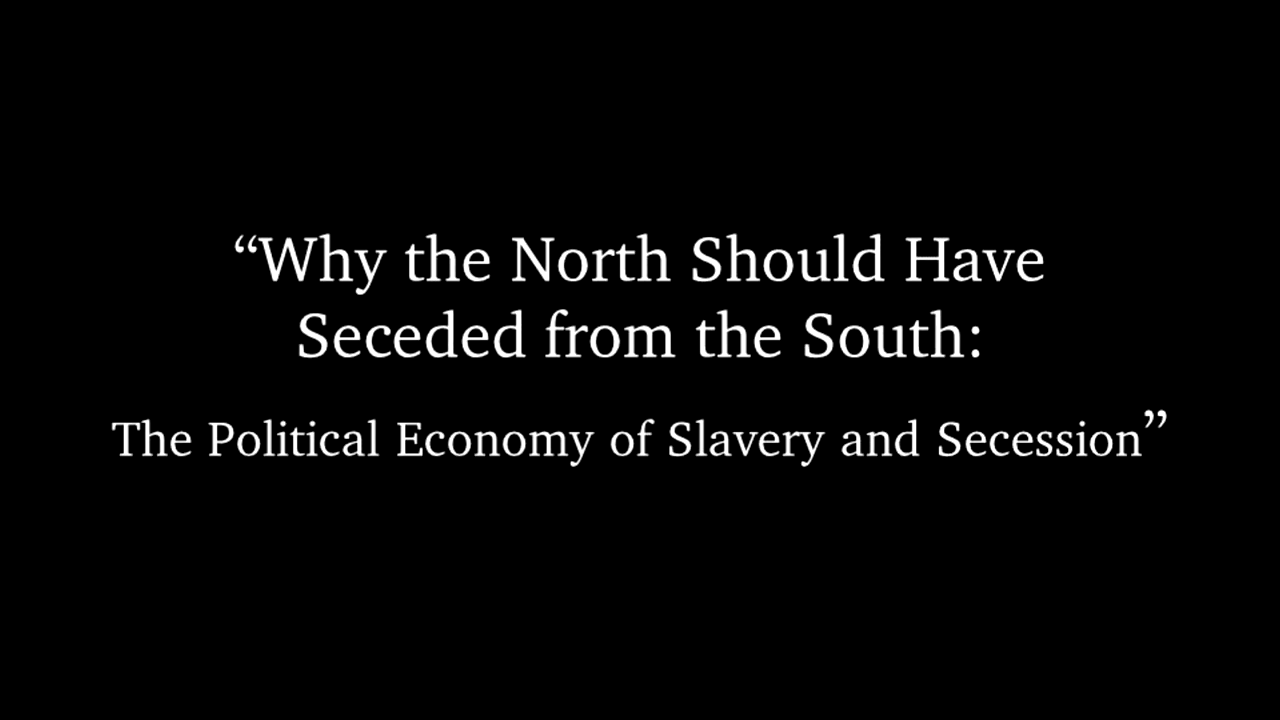 “Why the North Should Have
Seceded from the South:
The Political Economy of Slavery and Secession”